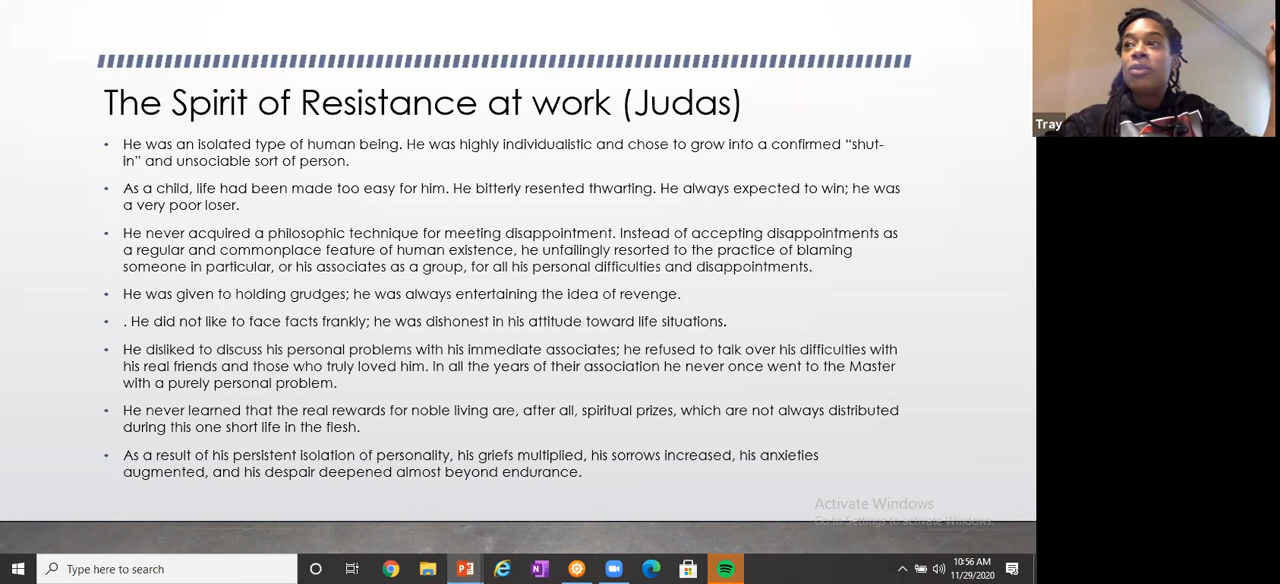 The Spirit of Resistance at work (Judas)
• He was an isolated type of human being. He was highly individualistic and chose to grow into a confirmed “shut-
in” and unsociable sort of person.
• As a child, life had been made too easy for him. He bitterly resented thwarting. He always expected to win; he was
a very poor loser.
• He never acquired a philosophic technique for meeting disappointment. Instead of accepting disappointments as
a regular and commonplace feature of human existence, he unfailingly resorted to the practice of blaming
someone in particular, or his associates as a group, for all his personal difficulties and disappointments.
• He was given to holding grudges; he was always entertaining the idea of revenge.
• . He did not like to face facts frankly; he was dishonest in his attitude toward life situations.
• He disliked to discuss his personal problems with his immediate associates; he refused to talk over his difficulties with
his real friends and those who truly loved him. In all the years of their association he never once went to the Master
with a purely personal problem.
• He never learned that the real rewards for noble living are, after all, spiritual prizes, which are not always distributed
during this one short life in the flesh.
• As a result of his persistent isolation of personality, his griefs multiplied, his sorrows increased, his anxieties
augmented, and his despair deepened almost beyond endurance.
Tray
Activate Windows
Go to Settings to activate Windows.
Type here to search
10:56 AM
11/29/2020